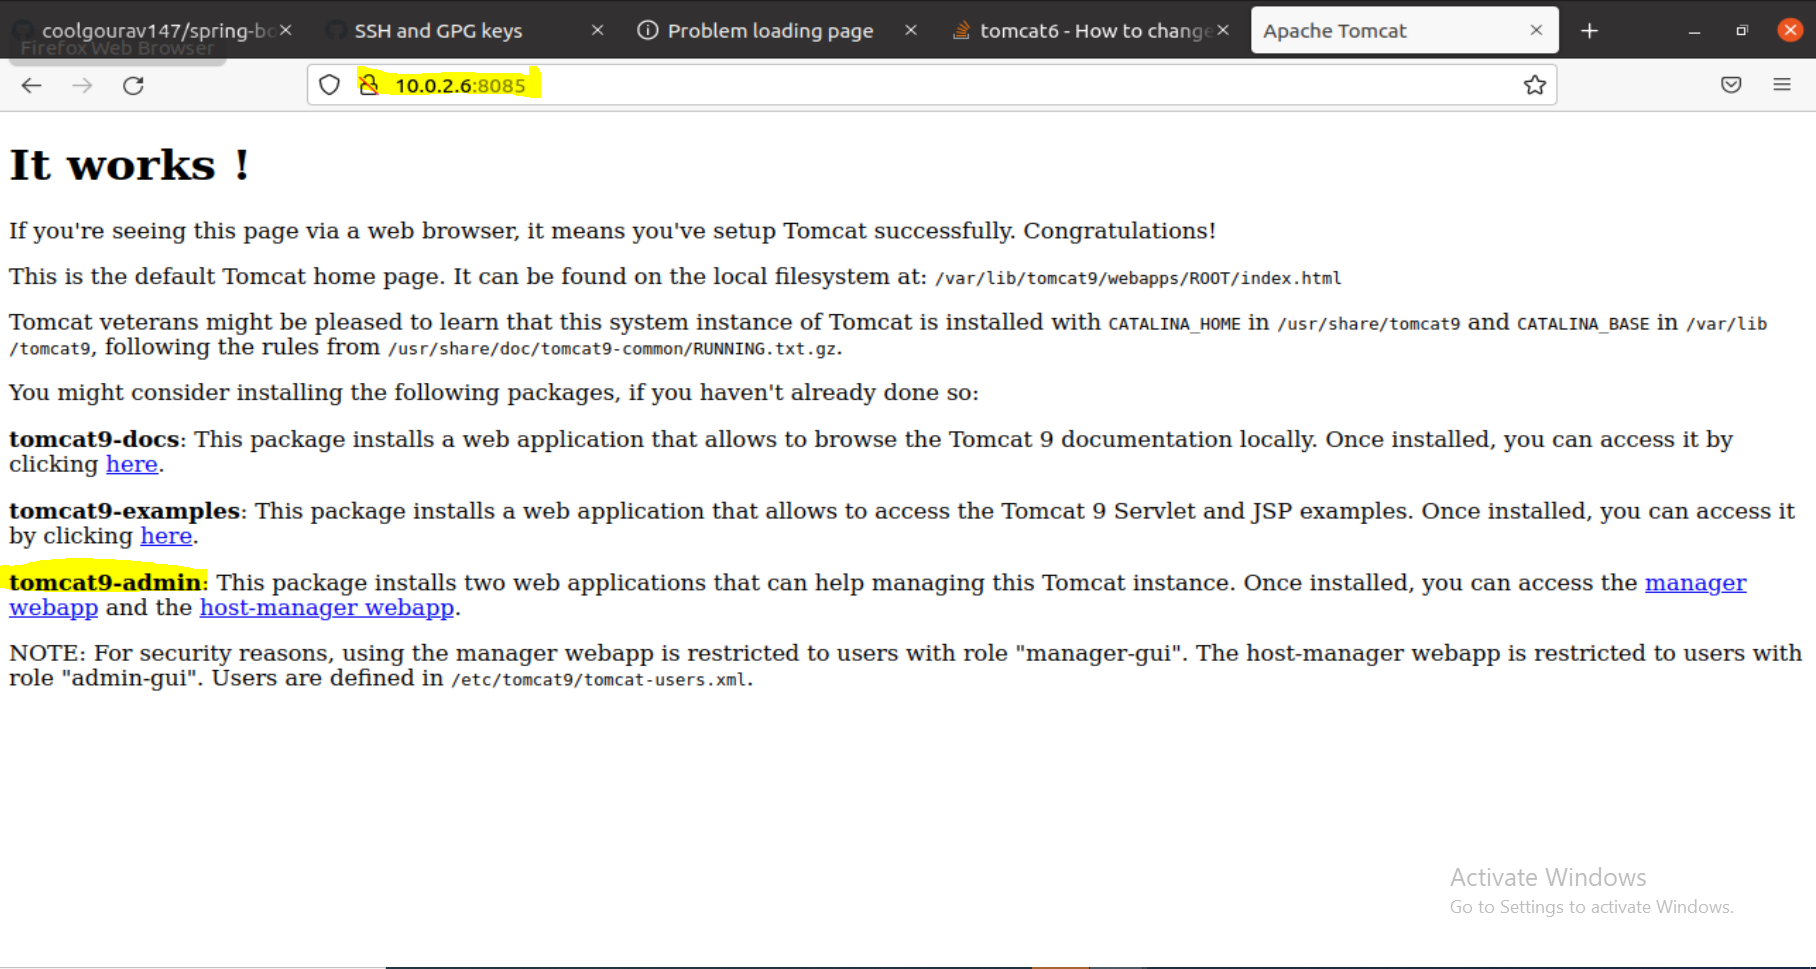 coolgourav147/spring-bo
SSH and GPG keys
Problem loading page
tomcat6 - How to change
Apache Tomcat
Firefox Web Browser
10.0.2.6:8085
It works !
If you're seeing this page via a web browser, it means you've setup Tomcat successfully. Congratulations!
This is the default Tomcat home page. It can be found on the local filesystem at: /var/lib/tomcat9/webapps/ROOT/index.html
Tomcat veterans might be pleased to learn that this system instance of Tomcat is installed with CATALINA_HOME in /usr/share/tomcat9 and CATALINA_BASE in /var/lib
/tomcat9, following the rules from /usr/share/doc/tomcat9-common/RUNNING.txt.gz.
You might consider installing the following packages, if you haven't already done so:
tomcat9-docs: This package installs a web application that allows to browse the Tomcat 9 documentation locally. Once installed, you can access it by
clicking here.
tomcat9-examples: This package installs a web application that allows to access the Tomcat 9 Servlet and JSP examples. Once installed, you can access it
by clicking here.
tomcat9-admin: This package installs two web applications that can help managing this Tomcat instance. Once installed, you can access the manager
webapp and the host-manager webapp.
NOTE: For security reasons, using the manager webapp is restricted to users with role "manager-gui". The host-manager webapp is restricted to users with
role "admin-gui". Users are defined in /etc/tomcat9/tomcat-users.xml.
Activate Windows
Go to Settings to activate Windows.